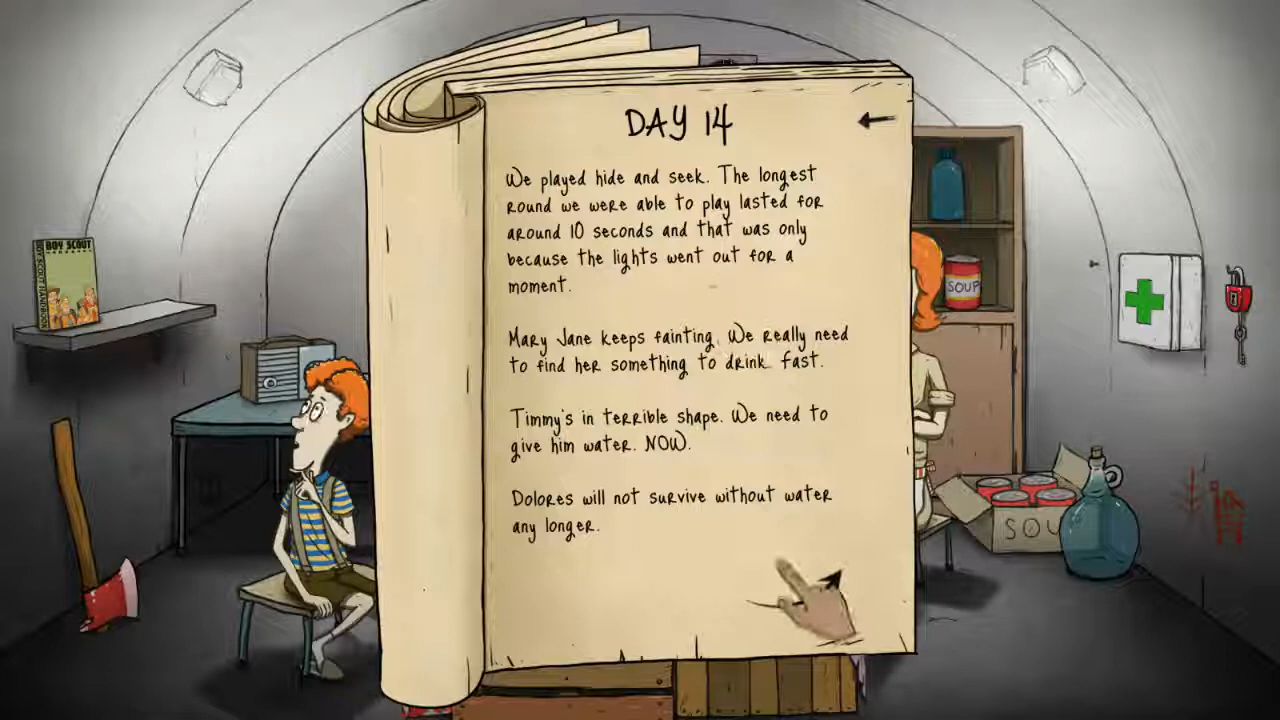 DAY 14
We played hide and seek. The longest
round we were able to play lasted for
around 10 seconds and that was only
because the lights went out for a
moment.
Mary Jane keeps fainting. We really need
to find her something to drink fast.
Timmy's in terrible shape. We need to
give him water. NOW.
Dolores will not survive without water
any longer.
BOY SCOUT
BOY SCOUT HANDBOOK
SOUP
SOU